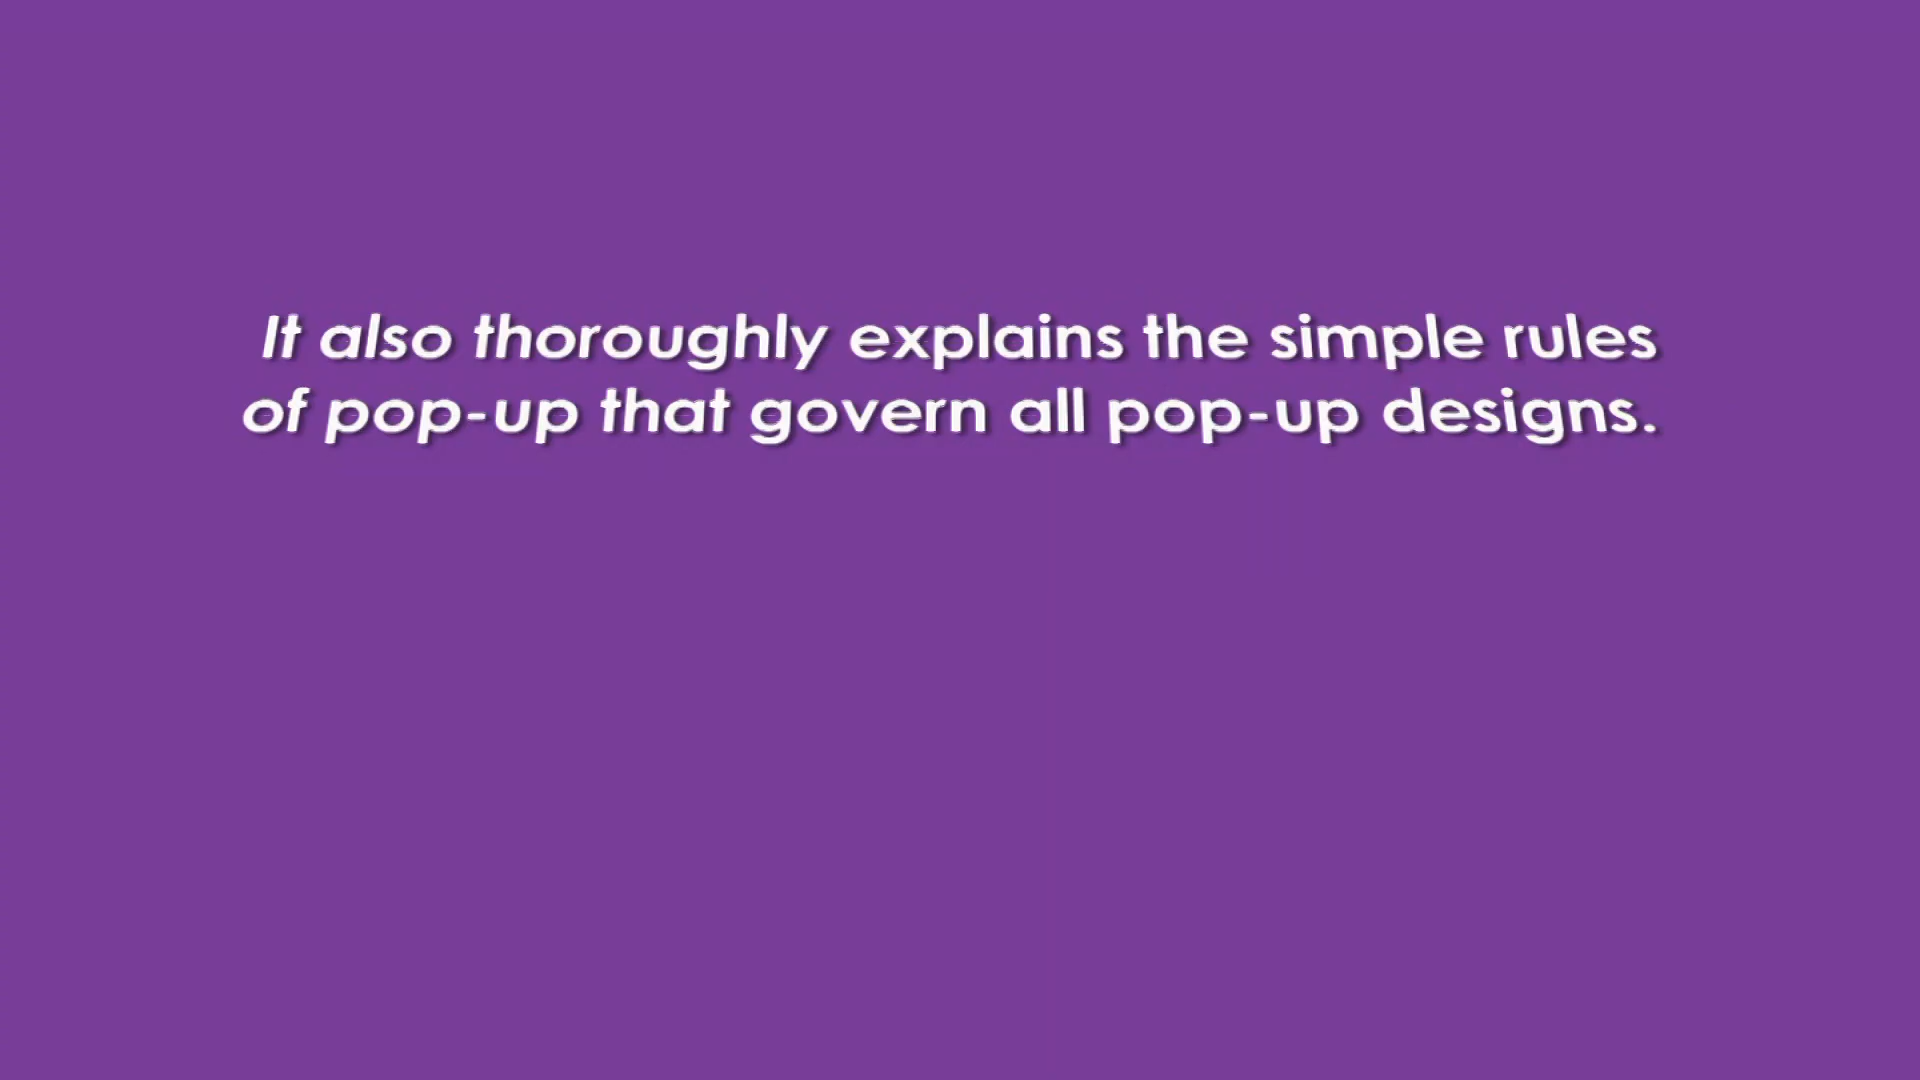 It also thoroughly explains the simple rules
of pop-up that govern all pop-up designs.